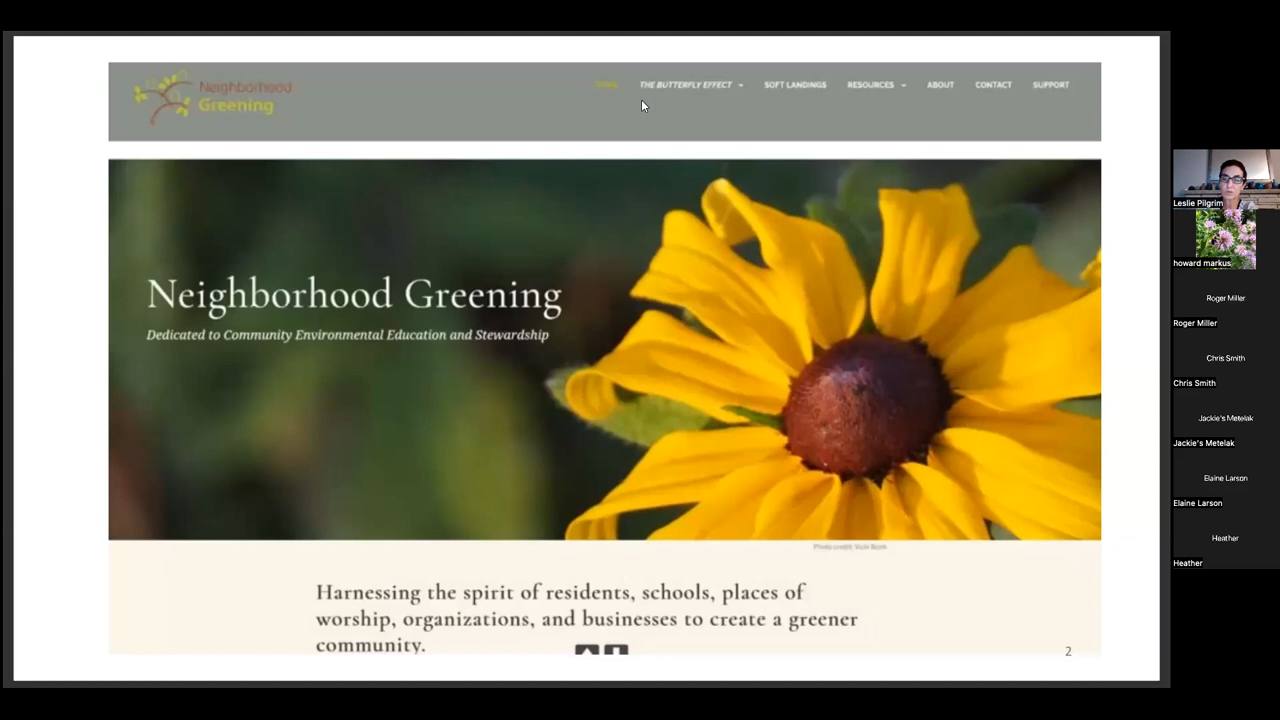 Neighborhood
Greening
HOME
THE BUTTERFLY EFFECT
SOFT LANDINGS
RESOURCES
ABOUT
CONTACT
SUPPORT
Neighborhood Greening
Dedicated to Community Environmental Education and Stewardship
Harnessing the spirit of residents, schools, places of
worship, organizations, and businesses to create a greener
community.
2
Leslie Pilgrim
howard markus
Roger Miller
Roger Miller
Chris Smith
Chris Smith
Jackie's Metelak
Jackie's Metelak
Elaine Larson
Elaine Larson
Heather
Heather